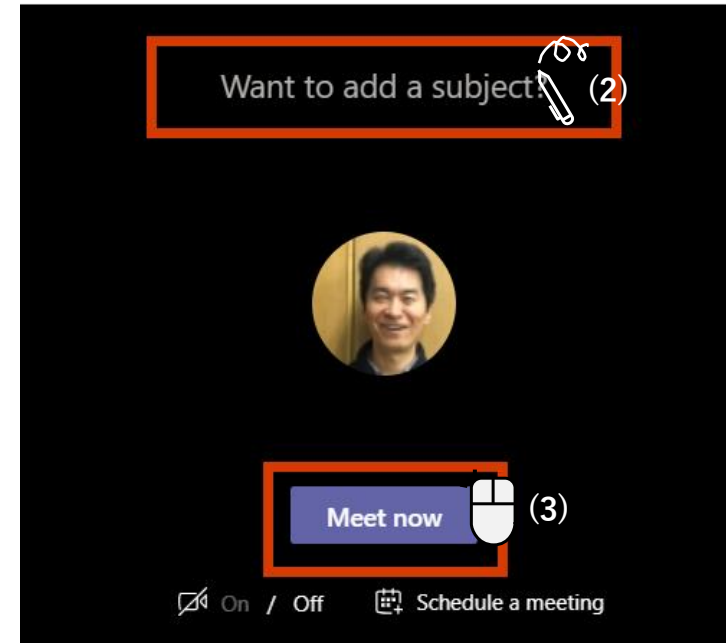 Want to add a subject? (2)
Meet now (3)
On / Off Schedule a meeting